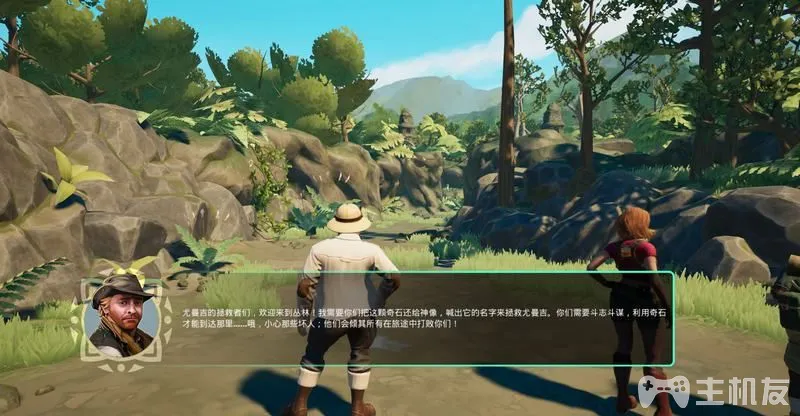 尤曼吉的拯救者们，欢迎来到丛林！我需要你们把这颗奇石还给神像，喊出它的名字来拯救尤曼吉。你们需要斗志斗谋，利用奇石
才能到达那里……哦，小心那些坏人；他们会倾其所有在旅途中打败你们！
主机友